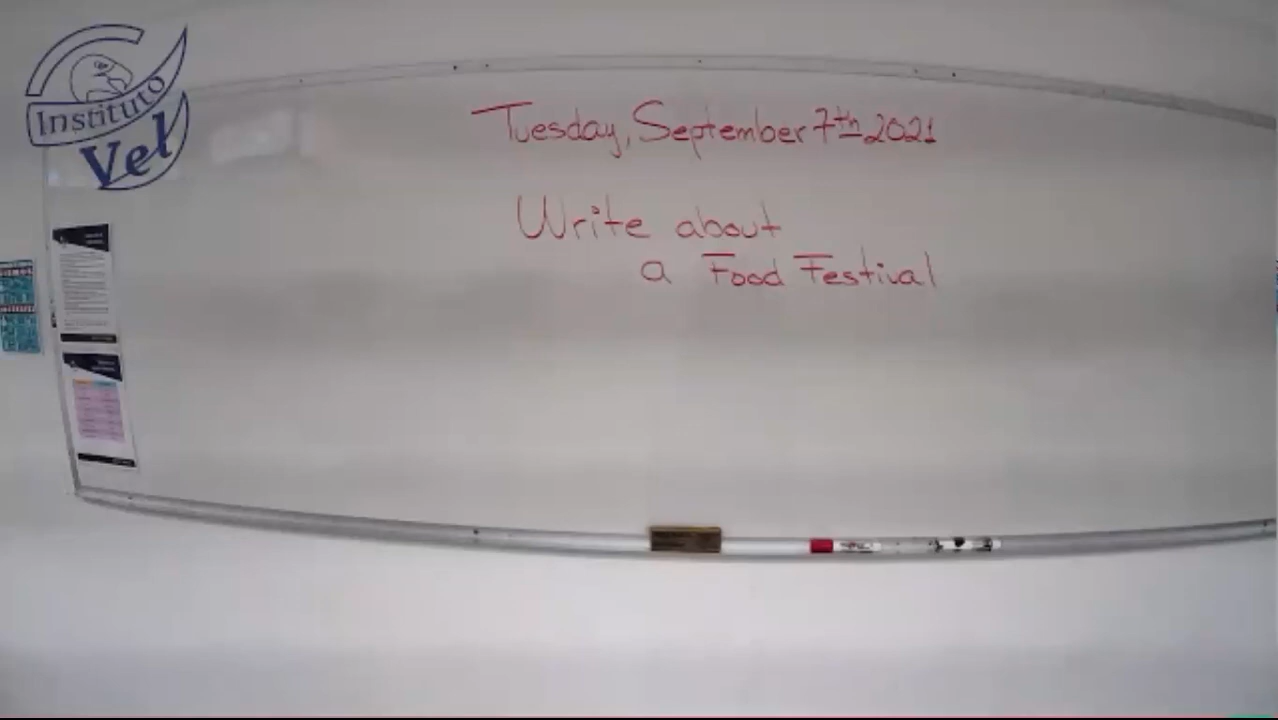 Instituto
Vel
Tuesday, September 7th 2021
Write about
a Food Festival